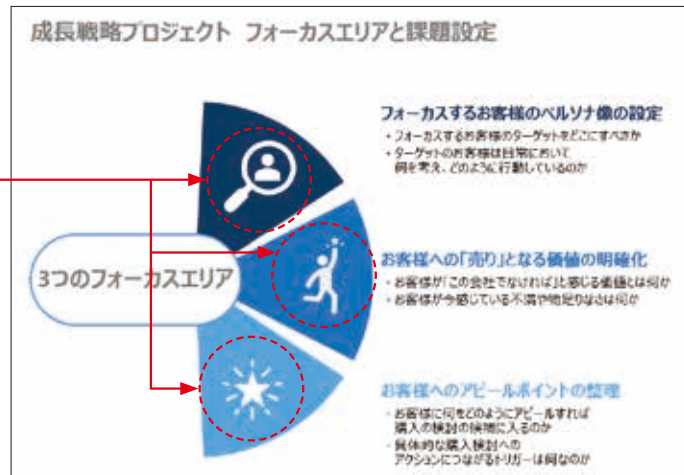 成長戦略プロジェクト フォーカスエリアと課題設定
フォーカスするお客様のペルソナ像の設定
・フォーカスするお客様のターゲットをどこにすべきか
・ターゲットのお客様は日常において
何を考え、どのように行動しているのか
3つのフォーカスエリア
お客様への「売り」となる価値の明確化
・お客様が「この会社でなければ」と感じる価値とは何か
・お客様が今感じている不満や物足りなさは何か
お客様へのアピールポイントの整理
・お客様に何をどのようにアピールすれば
購入の検討の候補に入るのか
・具体的な購入検討への
アクションにつながるトリガーは何なのか